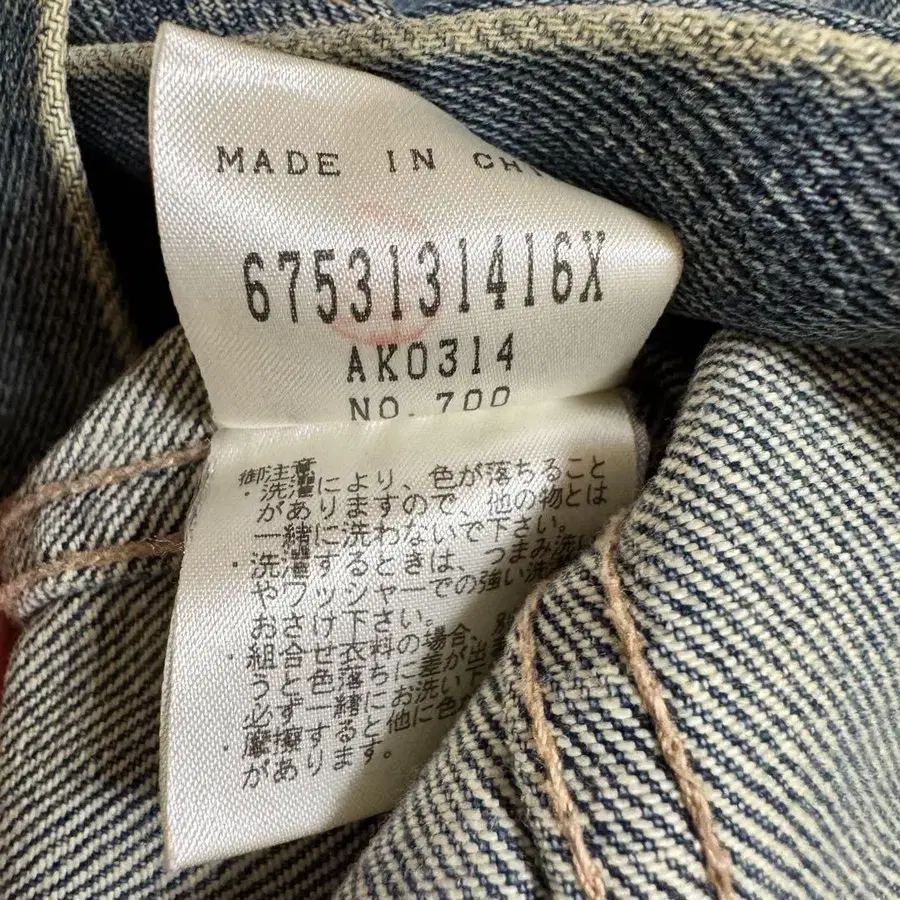 MADE IN CH
6753131416X
AK0314
NO. 700
御注意
・洗濯により、色が落ちること
がありますので、他の物とは
一緒に洗わないで下さい。
洗濯するときは、つまみ洗い
やワッシャーでの強い洗
おさけ下さい。
・組合せ衣料の場合、
うと色落ちに差が出
必ず一緒にお洗い下
・摩擦すると他に色
があります。